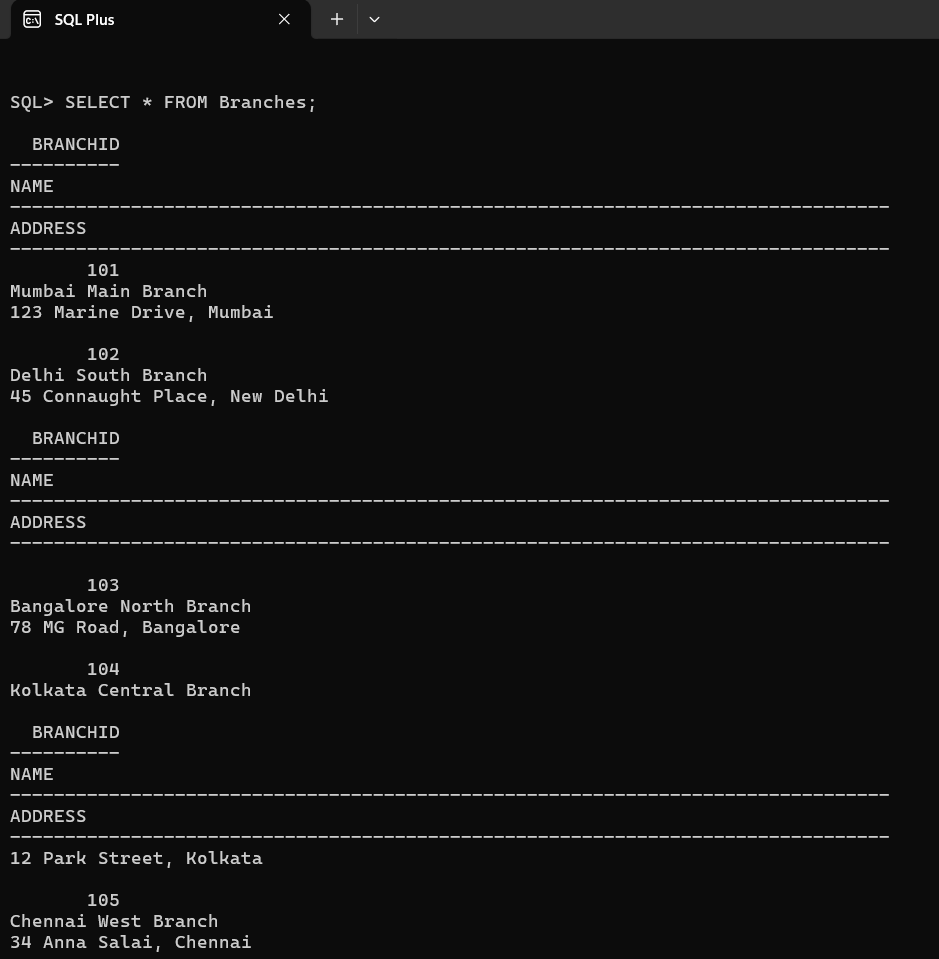 SQL Plus
SQL> SELECT * FROM Branches;
  BRANCHID
----------
NAME
--------------------------------------------------------------------------------
ADDRESS
--------------------------------------------------------------------------------
       101
Mumbai Main Branch
123 Marine Drive, Mumbai
       102
Delhi South Branch
45 Connaught Place, New Delhi
  BRANCHID
----------
NAME
--------------------------------------------------------------------------------
ADDRESS
--------------------------------------------------------------------------------
       103
Bangalore North Branch
78 MG Road, Bangalore
       104
Kolkata Central Branch
  BRANCHID
----------
NAME
--------------------------------------------------------------------------------
ADDRESS
--------------------------------------------------------------------------------
12 Park Street, Kolkata
       105
Chennai West Branch
34 Anna Salai, Chennai